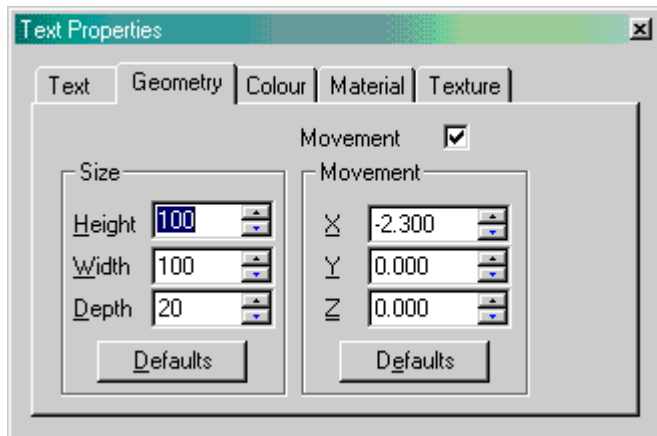 Text Properties
Text Geometry Colour Material Texture
Movement
Size Movement
Height 100 X -2.300
Width 100 Y 0.000
Depth 20 Z 0.000
Defaults Defaults